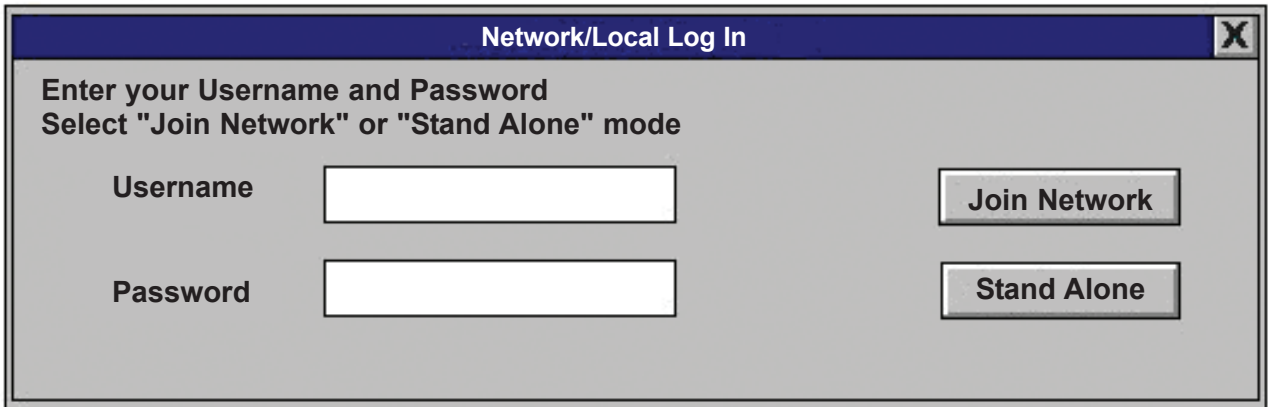 Network/Local Log In
X
Enter your Username and Password
Select "Join Network" or "Stand Alone" mode
Username
Join Network
Password
Stand Alone